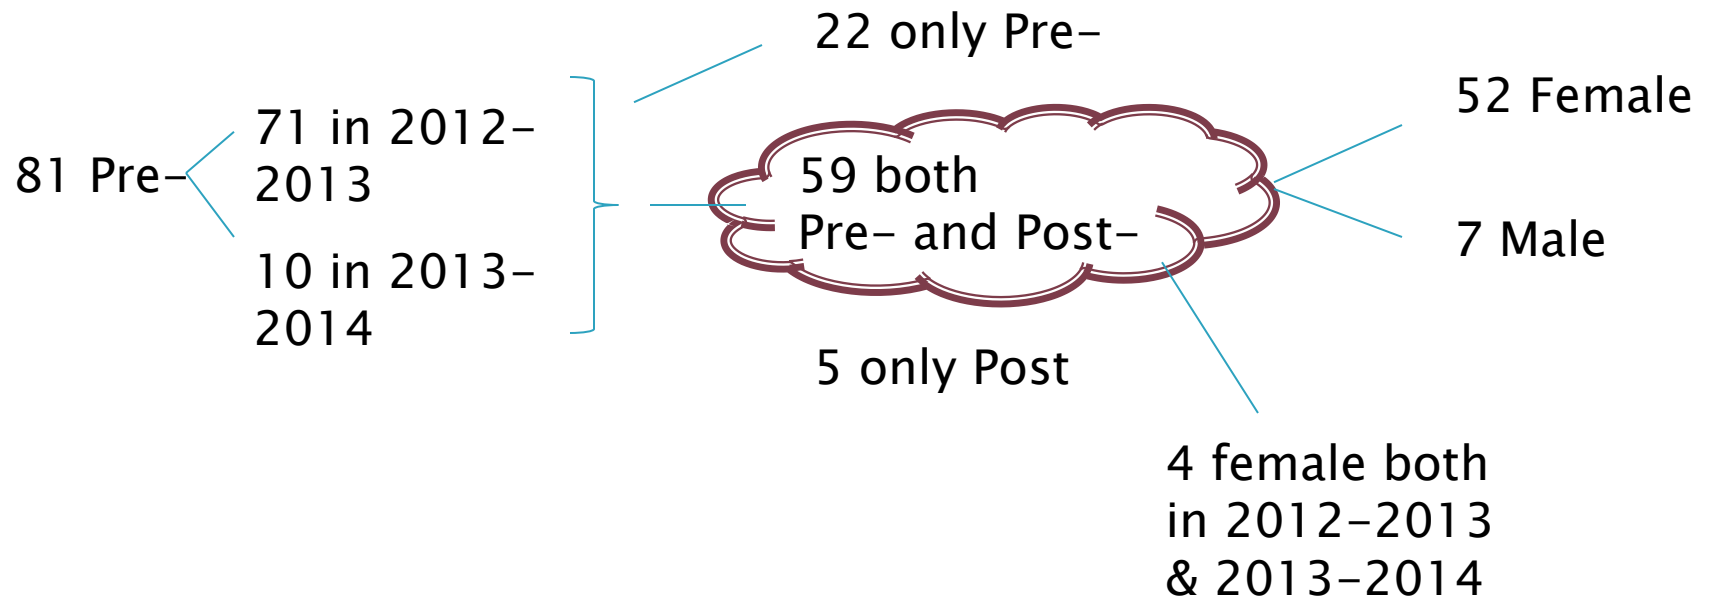 81 Pre-
71 in 2012-
2013
10 in 2013-
2014
22 only Pre-
59 both
Pre- and Post-
5 only Post
52 Female
7 Male
4 female both
in 2012-2013
& 2013-2014